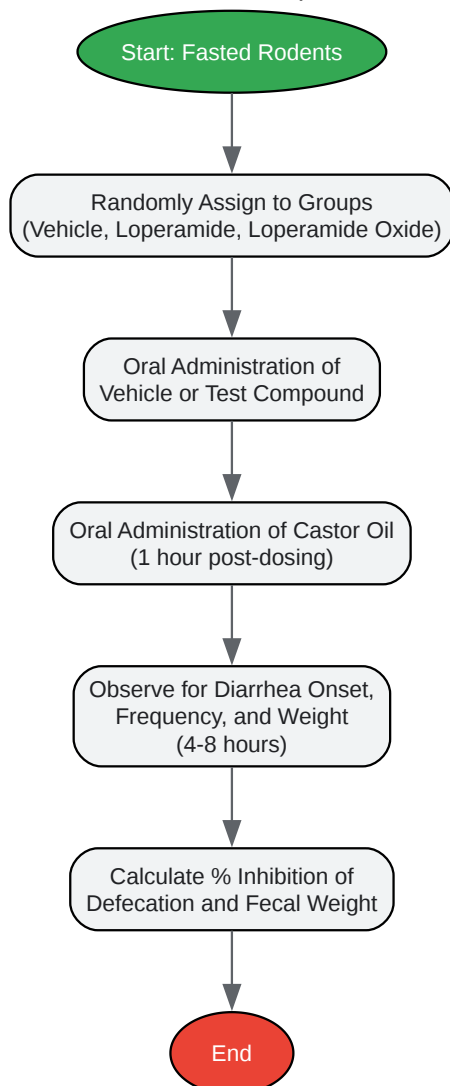 Start: Fasted Rodents
Randomly Assign to Groups
(Vehicle, Loperamide, Loperamide Oxide)
Oral Administration of
Vehicle or Test Compound
Oral Administration of Castor Oil
(1 hour post-dosing)
Observe for Diarrhea Onset,
Frequency, and Weight
(4-8 hours)
Calculate % Inhibition of
Defecation and Fecal Weight
End